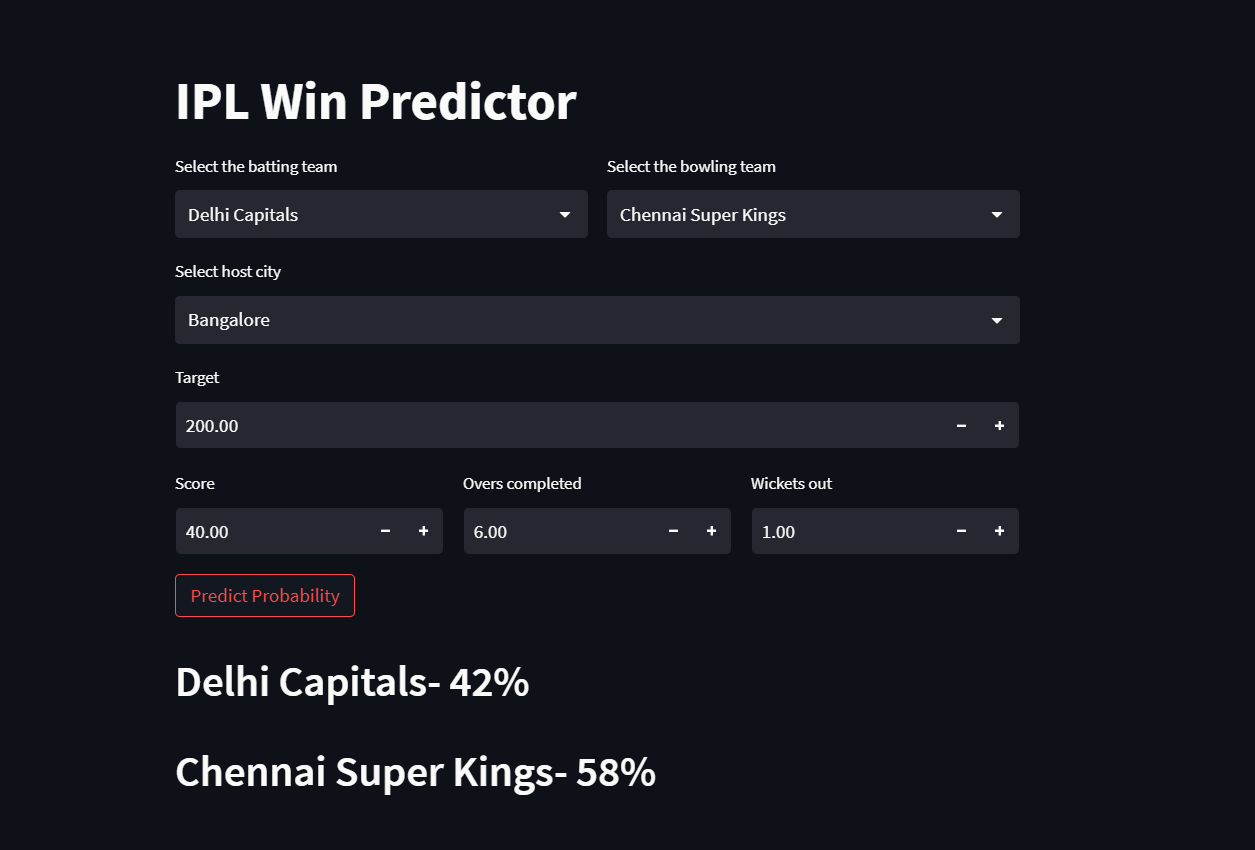 IPL Win Predictor
Select the batting team
Select the bowling team
Delhi Capitals
Chennai Super Kings
Select host city
Bangalore
Target
200.00
Score
Overs completed
Wickets out
40.00
6.00
1.00
Predict Probability
Delhi Capitals- 42%
Chennai Super Kings- 58%